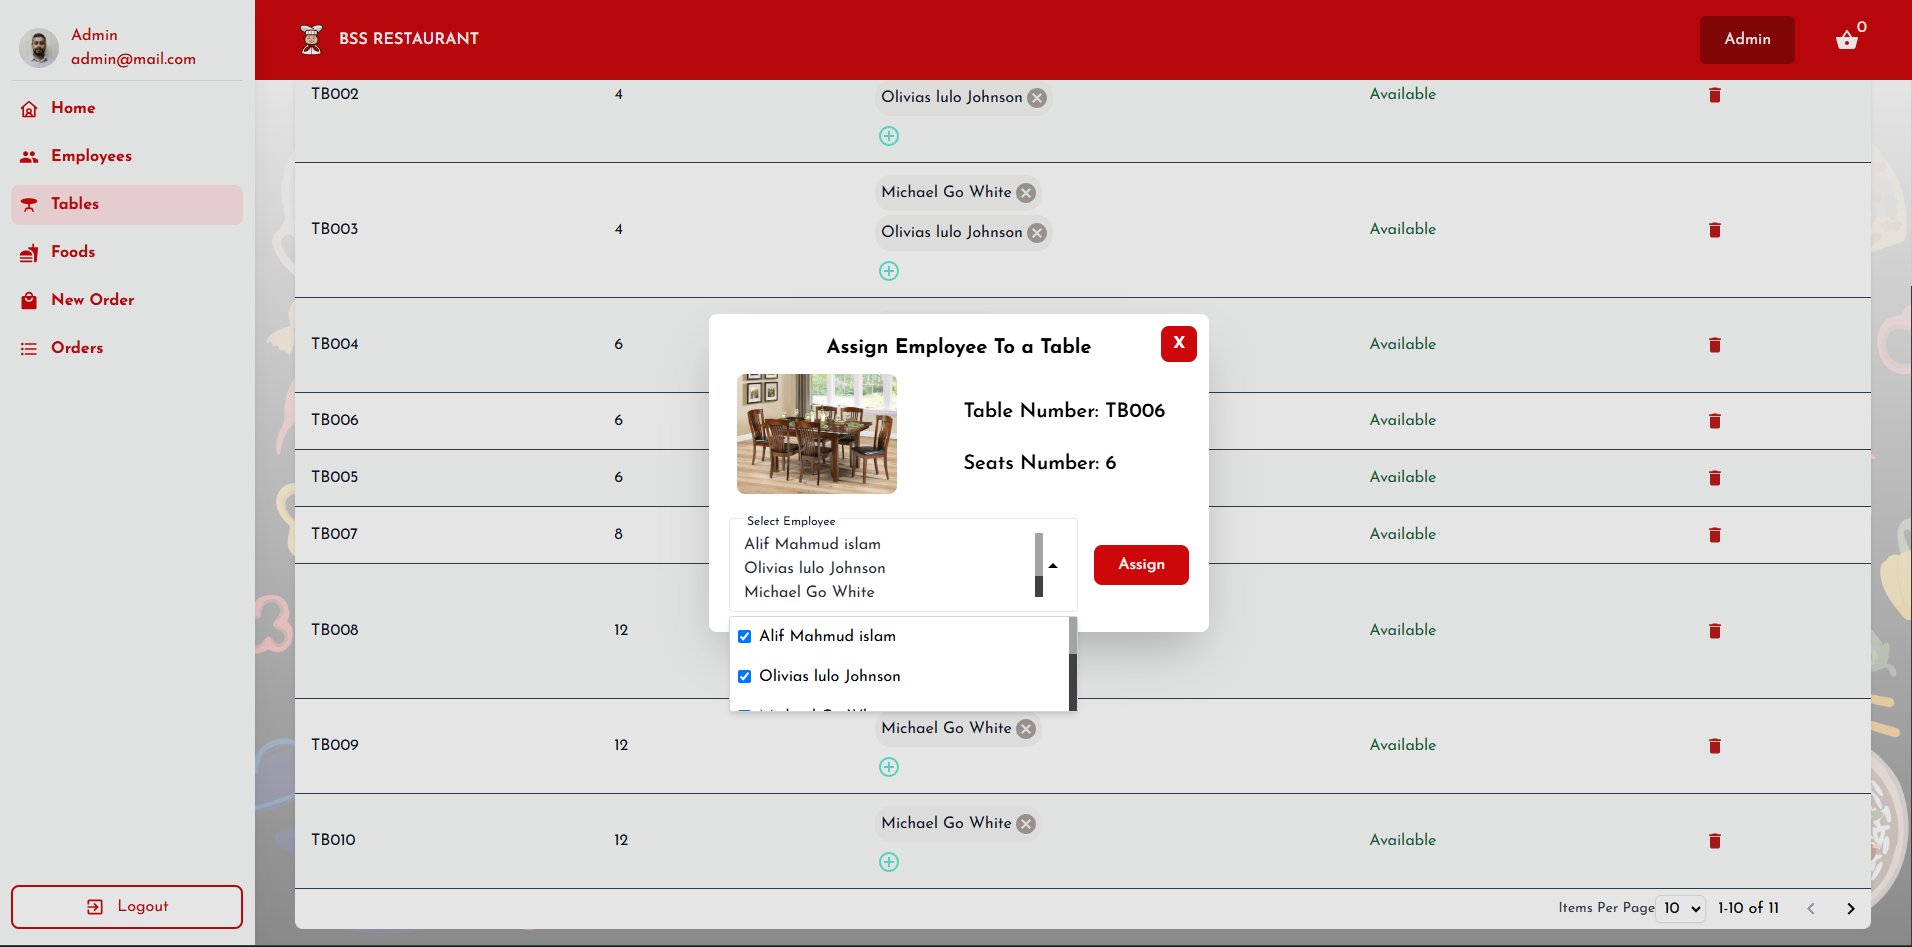 Admin
admin@mail.com
Home
Employees
Tables
Foods
New Order
Orders
Logout
BSS RESTAURANT
Admin
0
TB002 4 Olivias lulo Johnson Available
TB003 4 Michael Go White Olivias lulo Johnson Available
TB004 6 Available
TB006 6 Available
TB005 6 Available
TB007 8 Available
TB008 12 Available
TB009 12 Michael Go White Available
TB010 12 Michael Go White Available
Items Per Page 10 1-10 of 11
Assign Employee To a Table
X
Table Number: TB006
Seats Number: 6
Select Employee
Alif Mahmud islam
Olivias lulo Johnson
Michael Go White
Assign
Alif Mahmud islam
Olivias lulo Johnson